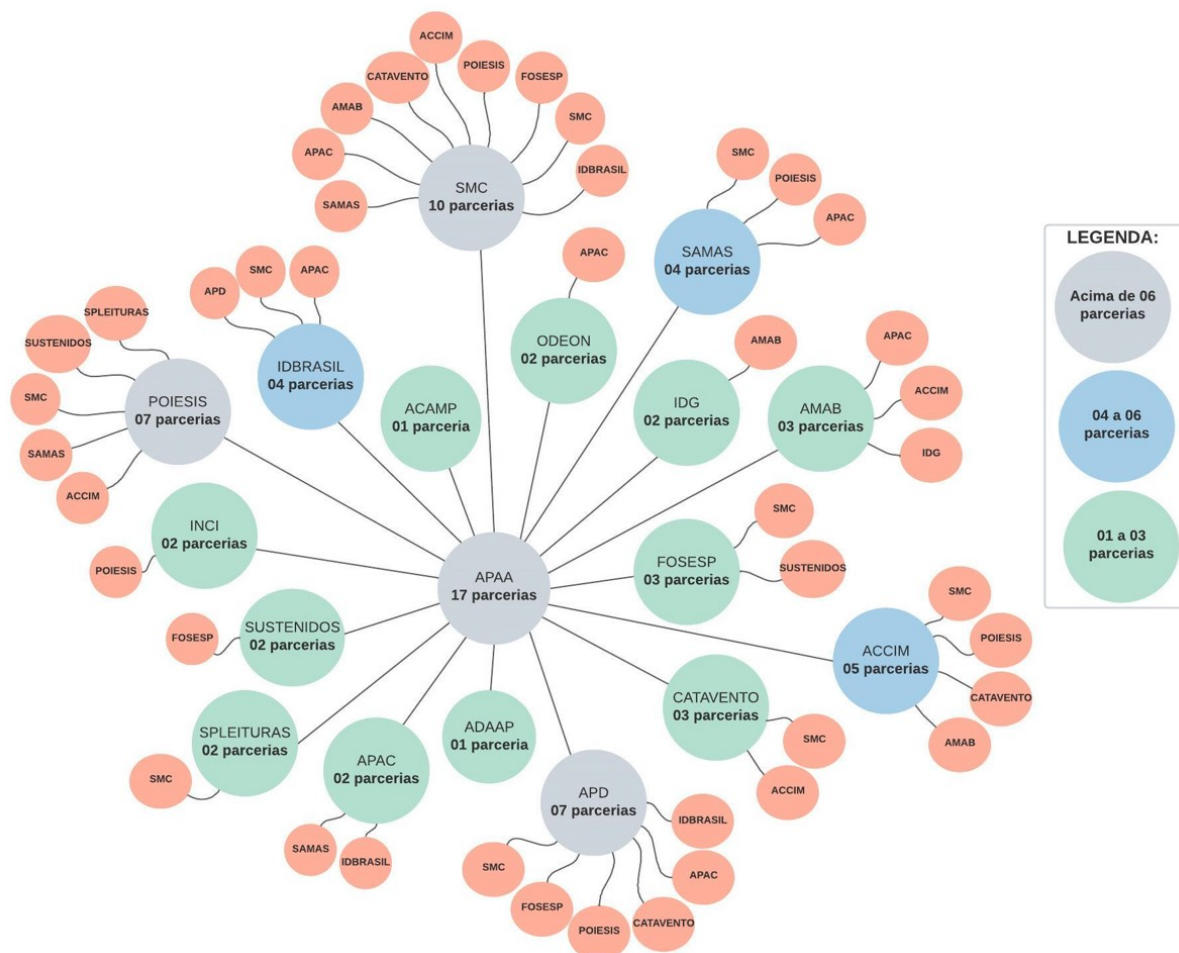 ACCIM
POIESIS
FOSESP
CATAVENTO
AMAB
SMC
APAC
IDBRASIL
SAMAS
SMC
10 parcerias
SMC
POIESIS
APAC
SAMAS
04 parcerias
APAC
ODEON
02 parcerias
APD
SMC
APAC
IDBRASIL
04 parcerias
SPLEITURAS
SUSTENIDOS
SMC
SAMAS
ACCIM
POIESIS
07 parcerias
ACAMP
01 parceria
AMAB
IDG
02 parcerias
APAC
ACCIM
IDG
AMAB
03 parcerias
INCI
02 parcerias
POIESIS
APAA
17 parcerias
SMC
SUSTENIDOS
FOSESP
03 parcerias
SUSTENIDOS
02 parcerias
FOSESP
SMC
POIESIS
CATAVENTO
AMAB
ACCIM
05 parcerias
CATAVENTO
03 parcerias
SMC
ACCIM
SPLEITURAS
02 parcerias
SMC
APAC
02 parcerias
SAMAS
IDBRASIL
ADAAP
01 parceria
APD
07 parcerias
SMC
FOSESP
POIESIS
CATAVENTO
APAC
IDBRASIL
LEGENDA:
Acima de 06
parcerias
04 a 06
parcerias
01 a 03
parcerias